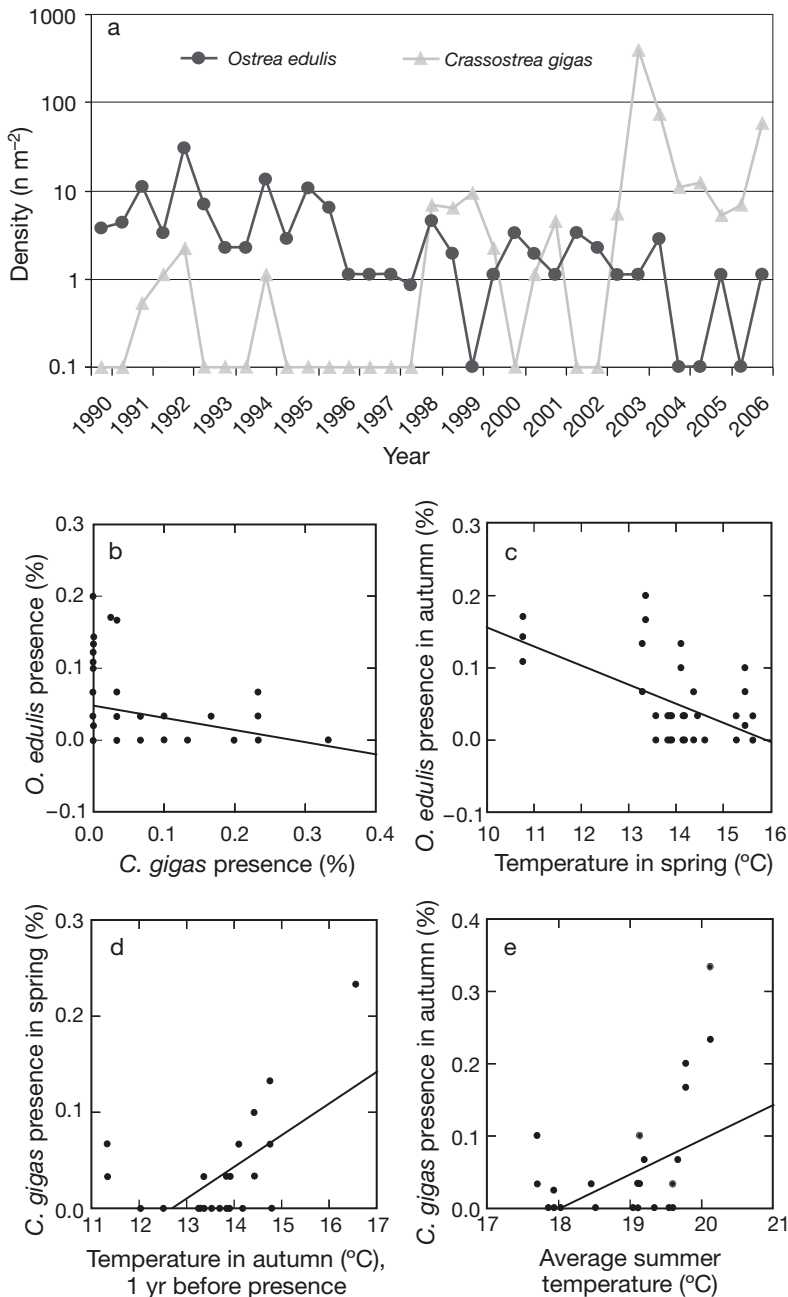 a
Ostrea edulis
Crassostrea gigas
Density (n m–2)
1000
100
10
1
0.1
1990 1991 1992 1993 1994 1995 1996 1997 1998 1999 2000 2001 2002 2003 2004 2005 2006
Year
b
O. edulis presence (%)
0.3
0.2
0.1
0.0
–0.1
0.0 0.1 0.2 0.3 0.4
C. gigas presence (%)
c
O. edulis presence in autumn (%)
0.3
0.2
0.1
0.0
–0.1
10 11 12 13 14 15 16
Temperature in spring (ºC)
d
C. gigas presence in spring (%)
0.3
0.2
0.1
0.0
11 12 13 14 15 16 17
Temperature in autumn (ºC),
1 yr before presence
e
C. gigas presence in autumn (%)
0.4
0.3
0.2
0.1
0.0
17 18 19 20 21
Average summer
temperature (ºC)